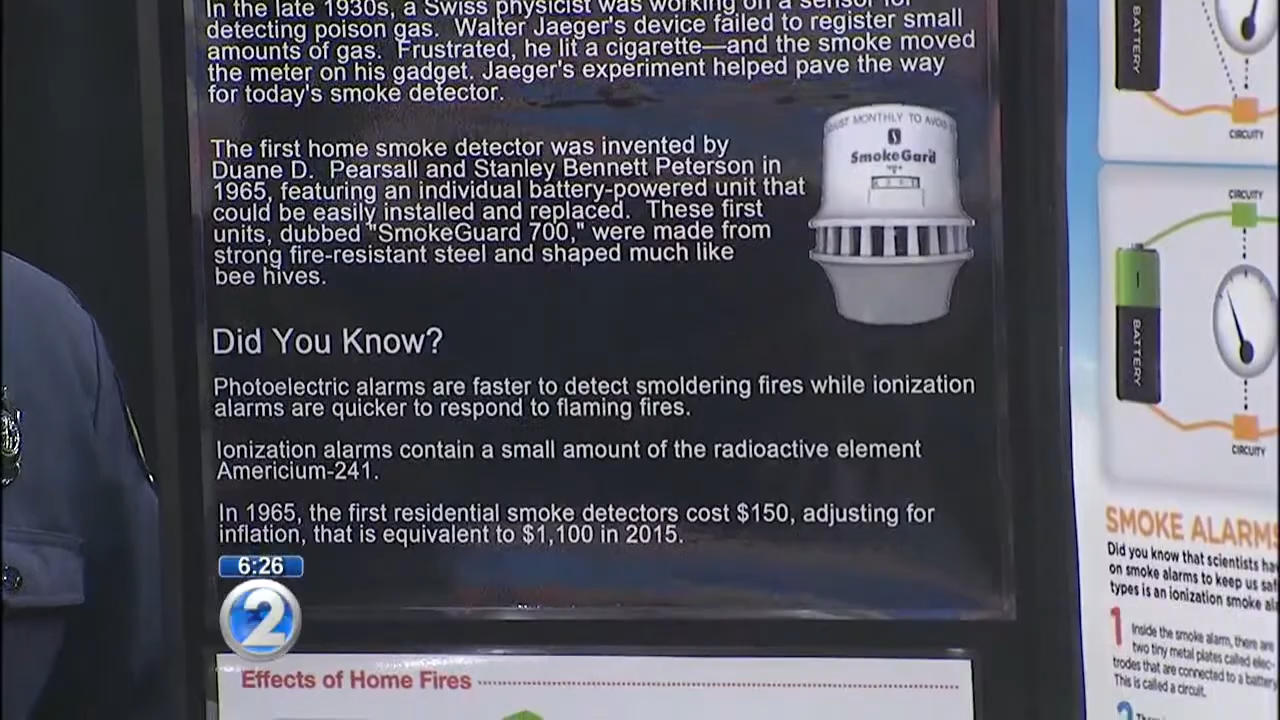 In the late 1930s, a Swiss physicist was working on a sensor for
detecting poison gas. Walter Jaeger's device failed to register small
amounts of gas. Frustrated, he lit a cigarette—and the smoke moved
the meter on his gadget. Jaeger's experiment helped pave the way
for today's smoke detector.
The first home smoke detector was invented by
Duane D. Pearsall and Stanley Bennett Peterson in
1965, featuring an individual battery-powered unit that
could be easily installed and replaced. These first
units, dubbed "SmokeGuard 700," were made from
strong fire-resistant steel and shaped much like
bee hives.
MONTHLY TO AVOID
SmokeGard
Did You Know?
Photoelectric alarms are faster to detect smoldering fires while ionization
alarms are quicker to respond to flaming fires.
Ionization alarms contain a small amount of the radioactive element
Americium-241.
In 1965, the first residential smoke detectors cost $150, adjusting for
inflation, that is equivalent to $1,100 in 2015.
6:26
2
Effects of Home Fires
BATTERY
CIRCUITY
CIRCUITY
BATTERY
CIRCUITY
SMOKE ALARMS
Did you know that scientists
on smoke alarms to keep us
types is an ionization smoke
1 Inside the smoke alarm, there are
two tiny metal plates called elec-
trodes that are connected to a battery.
This is called a circuit.
2